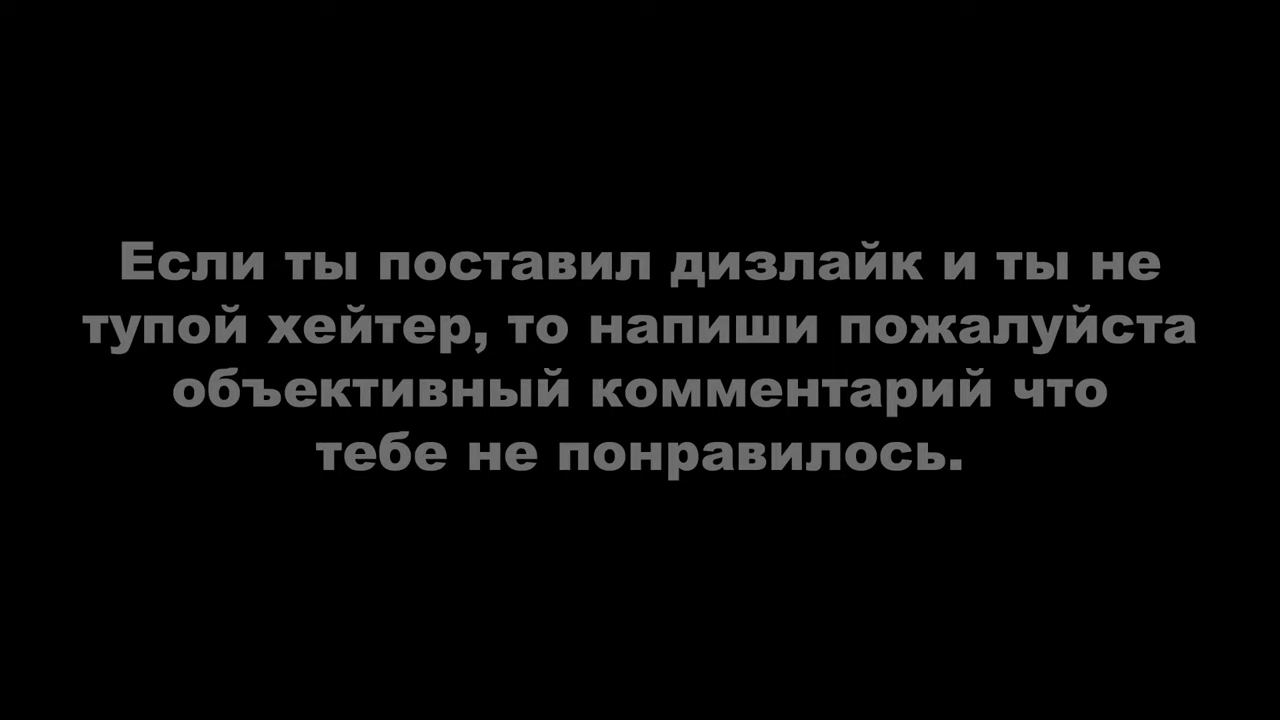 Если ты поставил дизлайк и ты не
тупой хейтер, то напиши пожалуйста
объективный комментарий что
тебе не понравилось.